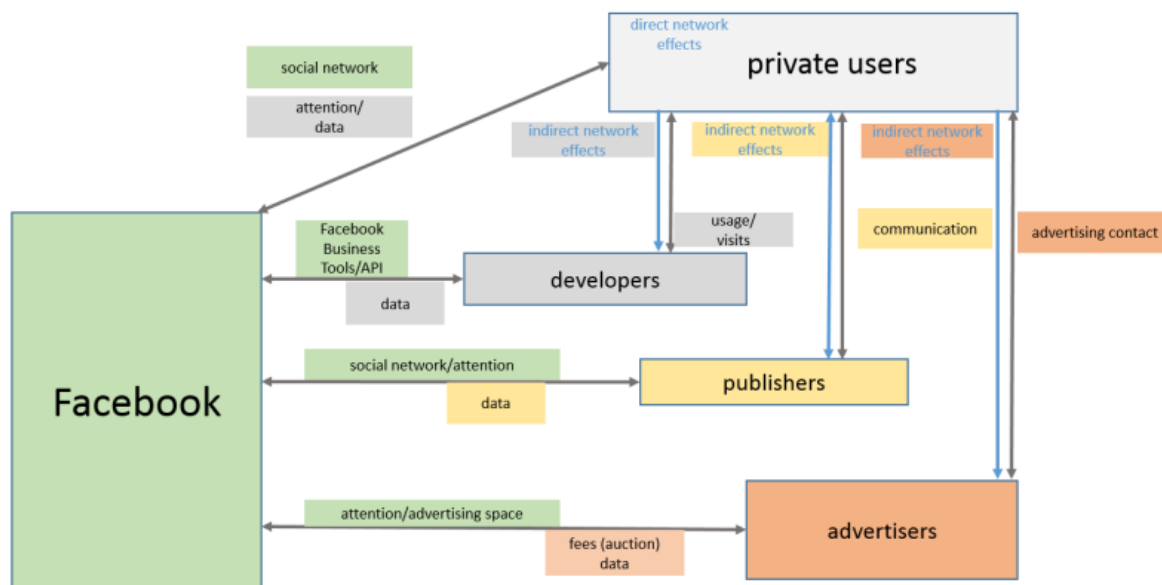 direct network
effects
private users
social network
attention/
data
indirect network
effects
indirect network
effects
indirect network
effects
Facebook
Business
Tools/API
usage/
visits
communication
advertising contact
developers
data
social network/attention
publishers
data
Facebook
attention/advertising space
advertisers
fees (auction)
data